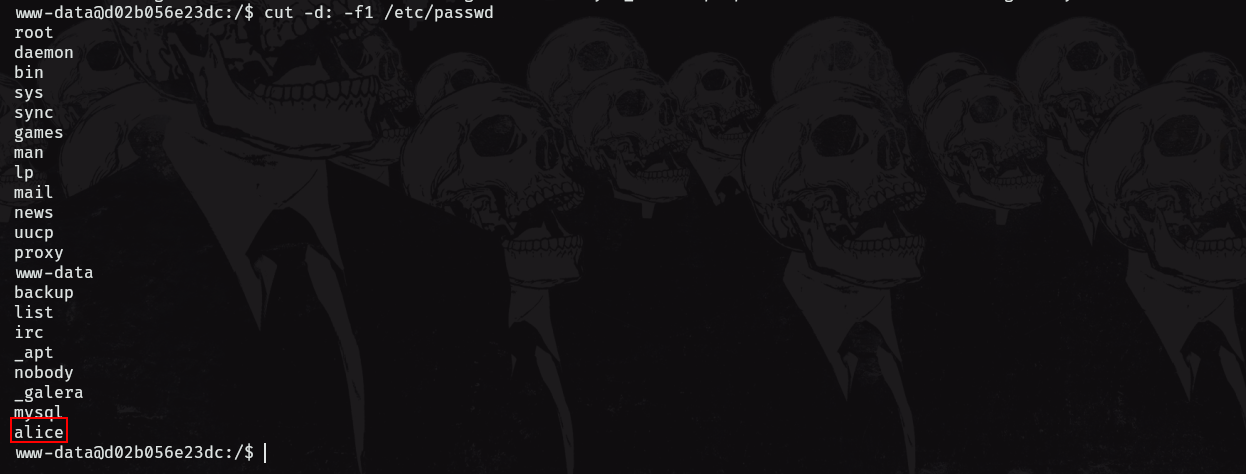 www-data@d02b056e23dc:/$ cut -d: -f1 /etc/passwd
root
daemon
bin
sys
sync
games
man
lp
mail
news
uucp
proxy
www-data
backup
list
irc
_apt
nobody
_galera
mysql
alice
www-data@d02b056e23dc:/$